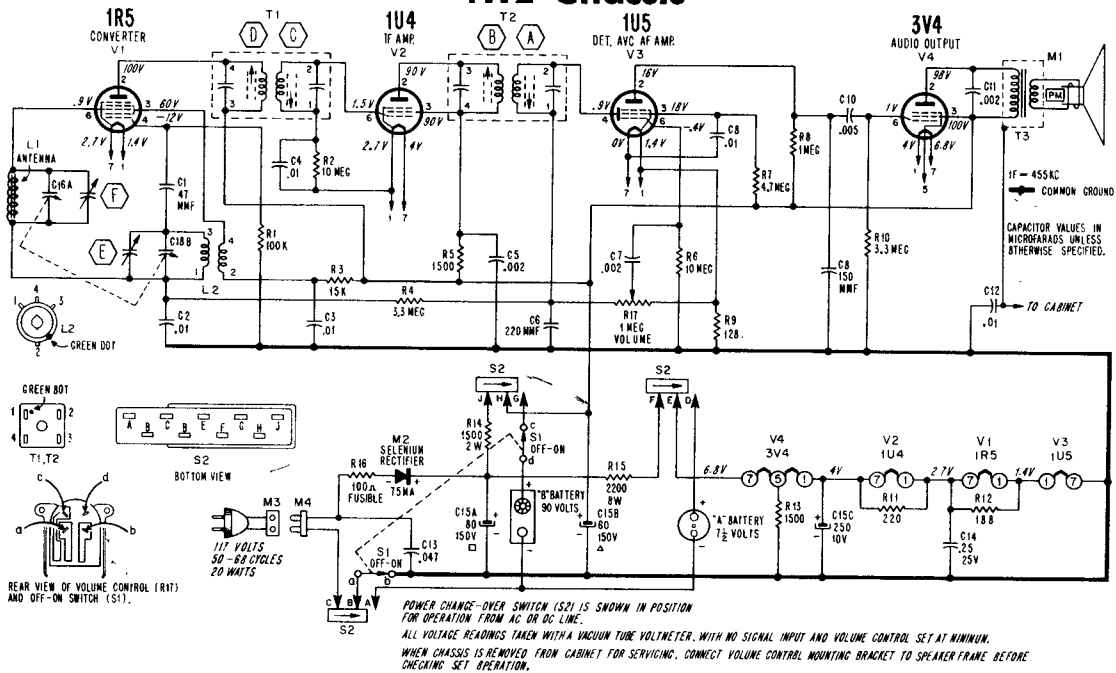 1R5
CONVERTER
V1
T1
D
C
1U4
IF AMP.
V2
T2
B
A
1U5
DET. AVC AF AMP.
V3
3V4
AUDIO OUTPUT
V4
M1
100V
90V
16V
98V
.9V
60V
-12V
1.5V
90V
.9V
18V
-.4V
1V
100V
2.7V
1.4V
2.7V
4V
0V
1.4V
4V
6.8V
C11
.002
PM
T3
L1
ANTENNA
C16A
F
C1
47
MMF
C4
.01
R2
10 MEG
C8
.01
R7
4.7MEG
R8
1MEG
C10
.005
IF — 455KC
COMMON GROUND
CAPACITOR VALUES IN
MICROFARADS UNLESS
OTHERWISE SPECIFIED.
E
C18B
L2
R1
100K
R3
15K
R5
1500
C5
.002
C7
.002
R6
10 MEG
R10
3.3 MEG
C8
150
MMF
R4
3.3 MEG
C2
.01
C3
.01
C6
220 MMF
R17
1 MEG
VOLUME
R9
128.
C12
.01
TO CABINET
L2
GREEN DOT
GREEN DOT
T1,T2
A B C B E F G H J
S2
BOTTOM VIEW
S2
J H G
R14
1500
2 W
c
S1
OFF-ON
d
S2
F E D
M2
SELENIUM
RECTIFIER
75MA
R16
100Ω
FUSIBLE
R15
2200
8W
6.8V
V4
3V4
4V
V2
1U4
2.7V
V1
1R5
1.4V
V3
1U5
R13
1500
R11
220
R12
188
c
d
a
b
M3
M4
117 VOLTS
50-68 CYCLES
20 WATTS
C13
.047
C15A
80
150V
"B" BATTERY
90 VOLTS
C15B
60
150V
"A" BATTERY
7½ VOLTS
C15C
250
10V
C14
.25
25V
S1
OFF-ON
a
b
C B A
S2
REAR VIEW OF VOLUME CONTROL (R17)
AND OFF-ON SWITCH (S1).
POWER CHANGE-OVER SWITCH (S2) IS SHOWN IN POSITION
FOR OPERATION FROM AC OR DC LINE.
ALL VOLTAGE READINGS TAKEN WITH A VACUUM TUBE VOLTMETER, WITH NO SIGNAL INPUT AND VOLUME CONTROL SET AT MINIMUM.
WHEN CHASSIS IS REMOVED FROM CABINET FOR SERVICING, CONNECT VOLUME CONTROL MOUNTING BRACKET TO SPEAKER FRAME BEFORE
CHECKING SET OPERATION.